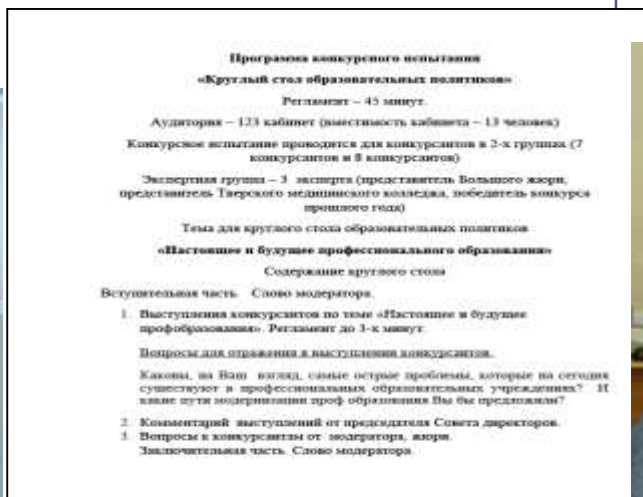 Программа конкурсного испытания
«Круглый стол образовательных политиков»
Регламент – 45 минут.
Аудитория – 123 кабинет (вместимость кабинета – 13 человек)
Конкурсное испытание проводится для конкурсантов в 2-х группах (7
конкурсантов и 8 конкурсантов)
Экспертная группа – 3 эксперта (представитель Большого жюри,
представитель Тверского медицинского колледжа, победитель конкурса
прошлого года)
Тема для круглого стола образовательных политиков
«Настоящее и будущее профессионального образования»
Содержание круглого стола
Вступительная часть. Слово модератора.
1. Выступления конкурсантов по теме «Настоящее и будущее
профобразования». Регламент до 3-х минут.
Вопросы для отражения в выступлении конкурсантов.
Каковы, на Ваш взгляд, самые острые проблемы, которые на сегодня
существуют в профессиональных образовательных учреждениях? И
какие пути модернизации проф образования Вы бы предложили?
2. Комментарий выступлений от председателя Совета директоров.
3. Вопросы к конкурсантам от модератора, жюри.
Заключительная часть. Слово модератора.